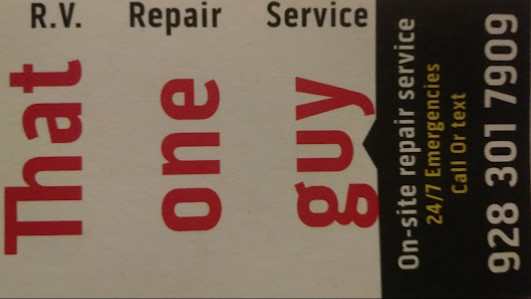 R.V. Repair Service
That
one
guy
On-site repair service
24/7 Emergencies
Call Or text
928 301 7909